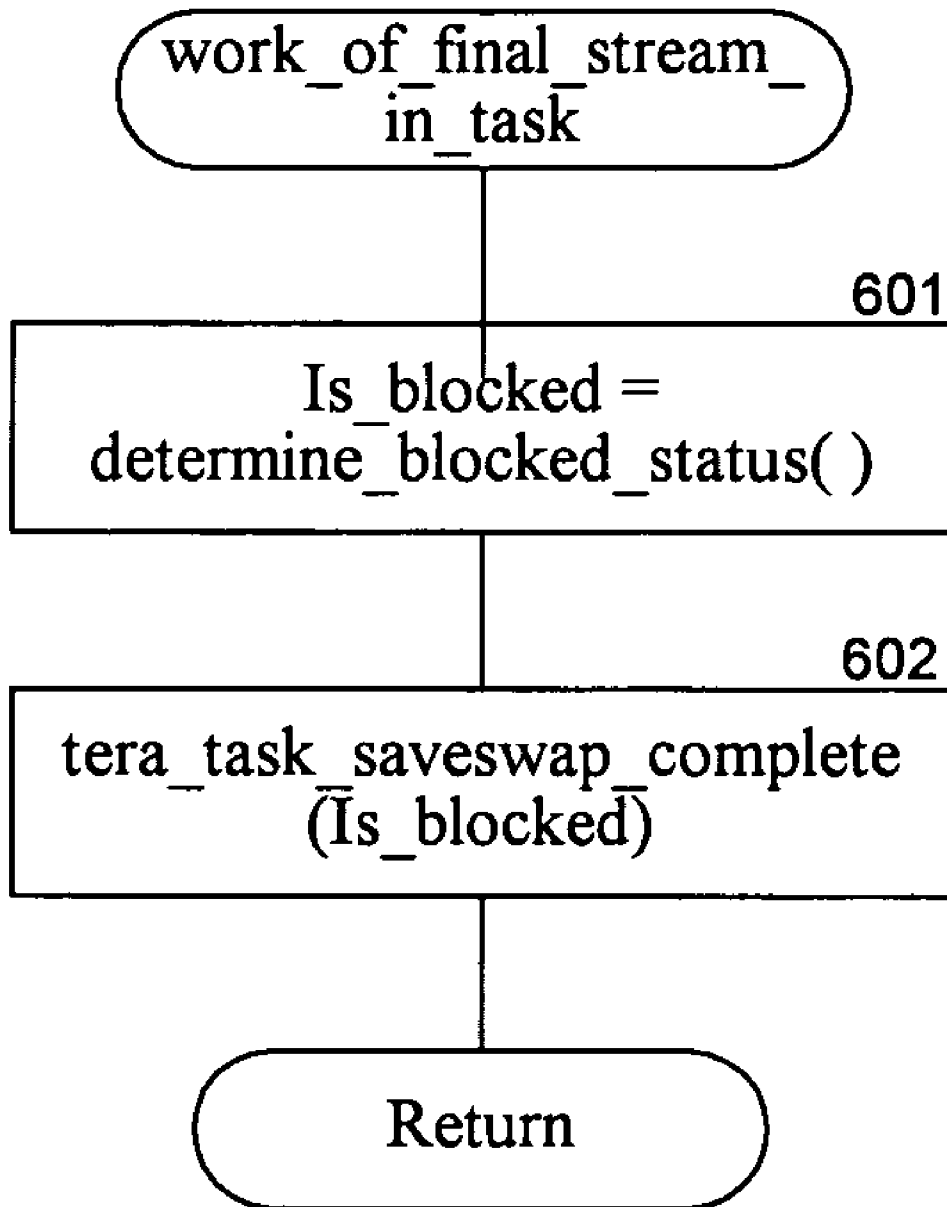 work_of_final_stream_
in_task
601
Is_blocked =
determine_blocked_status( )
602
tera_task_saveswap_complete
(Is_blocked)
Return